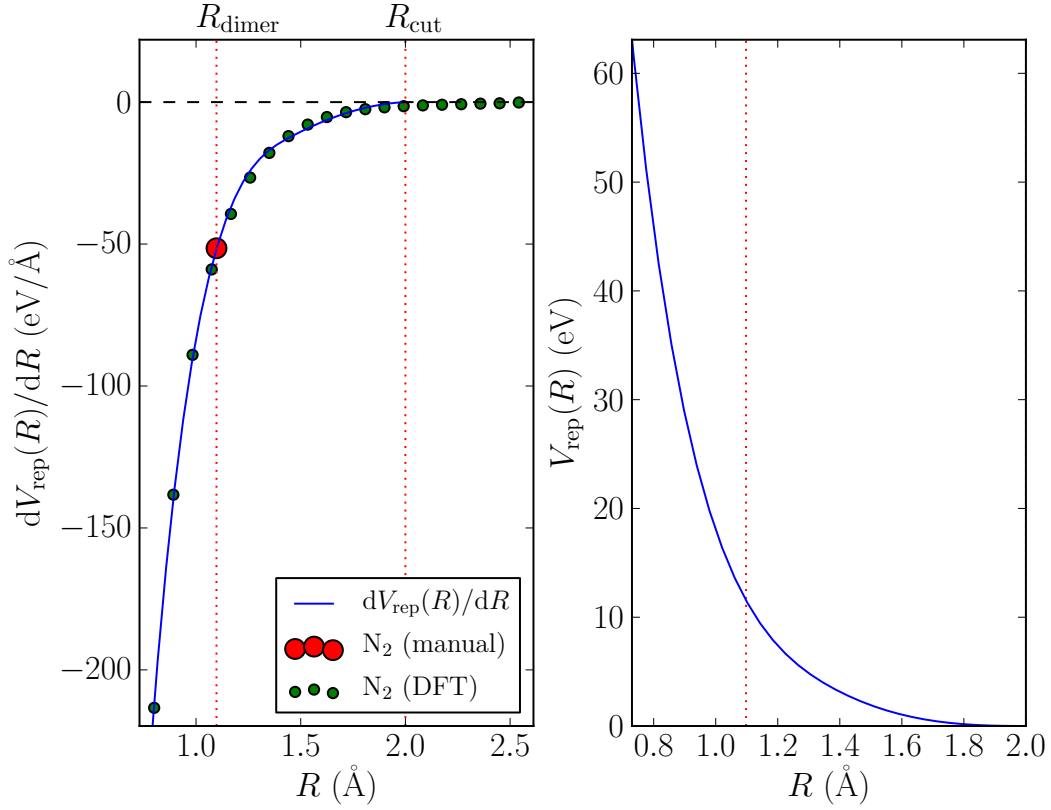 R_dimer R_cut
dV_rep(R)/dR (eV/Å)
0
−50
−100
−150
−200
1.0 1.5 2.0 2.5
R (Å)
dV_rep(R)/dR
N₂ (manual)
N₂ (DFT)
V_rep(R) (eV)
60
50
40
30
20
10
0
0.8 1.0 1.2 1.4 1.6 1.8 2.0
R (Å)